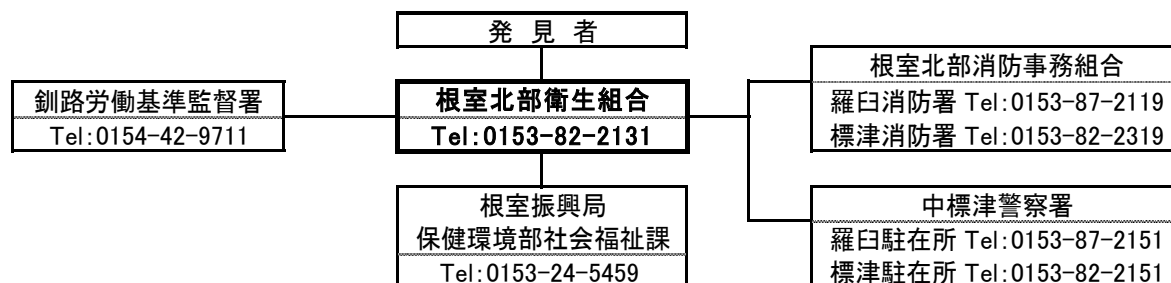 発 見 者
釧路労働基準監督署
Tel:0154-42-9711
根室北部衛生組合
Tel:0153-82-2131
根室北部消防事務組合
羅臼消防署 Tel:0153-87-2119
標津消防署 Tel:0153-82-2319
根室振興局
保健環境部社会福祉課
Tel:0153-24-5459
中標津警察署
羅臼駐在所 Tel:0153-87-2151
標津駐在所 Tel:0153-82-2151